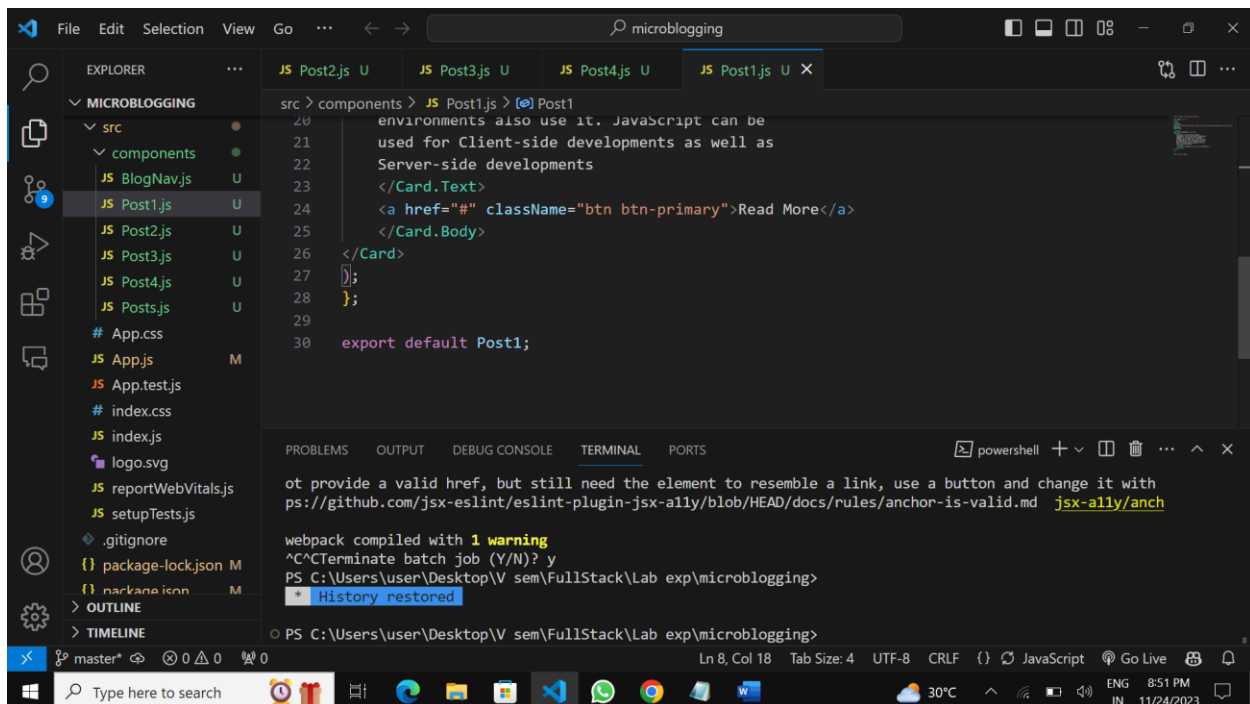 File Edit Selection View Go ··· microblogging
EXPLORER ···
JS Post2.js U JS Post3.js U JS Post4.js U JS Post1.js U
MICROBLOGGING
src > components > JS Post1.js > Post1
src
components
JS BlogNav.js U
JS Post1.js U
JS Post2.js U
JS Post3.js U
JS Post4.js U
JS Posts.js U
# App.css
JS App.js M
JS App.test.js
# index.css
JS index.js
logo.svg
JS reportWebVitals.js
JS setupTests.js
.gitignore
{} package-lock.json M
{} package.json M
> OUTLINE
> TIMELINE
9
20 environments also use it. JavaScript can be
21 used for Client-side developments as well as
22 Server-side developments
23 </Card.Text>
24 <a href="#" className="btn btn-primary">Read More</a>
25 </Card.Body>
26 </Card>
27 );
28 };
29
30 export default Post1;
PROBLEMS OUTPUT DEBUG CONSOLE TERMINAL PORTS powershell
ot provide a valid href, but still need the element to resemble a link, use a button and change it with
ps://github.com/jsx-eslint/eslint-plugin-jsx-a11y/blob/HEAD/docs/rules/anchor-is-valid.md jsx-a11y/anch
webpack compiled with 1 warning
^C^CTerminate batch job (Y/N)? y
PS C:\Users\user\Desktop\V sem\FullStack\Lab exp\microblogging>
* History restored
PS C:\Users\user\Desktop\V sem\FullStack\Lab exp\microblogging>
master* 0 0 0 Ln 8, Col 18 Tab Size: 4 UTF-8 CRLF {} JavaScript Go Live
Type here to search 30°C ENG 8:51 PM
IN 11/24/2023